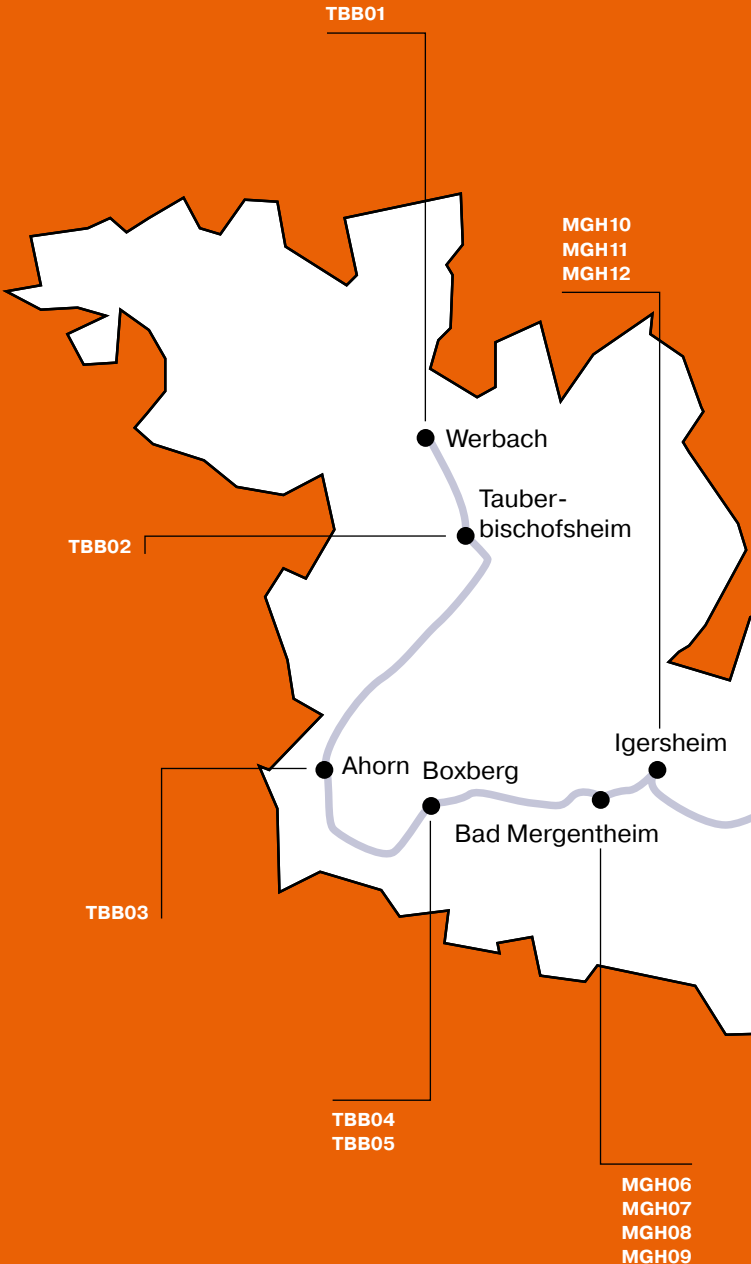 TBB01
MGH10
MGH11
MGH12
Werbach
Tauber-
bischofsheim
TBB02
Igersheim
Ahorn
Boxberg
Bad Mergentheim
TBB03
TBB04
TBB05
MGH06
MGH07
MGH08
MGH09